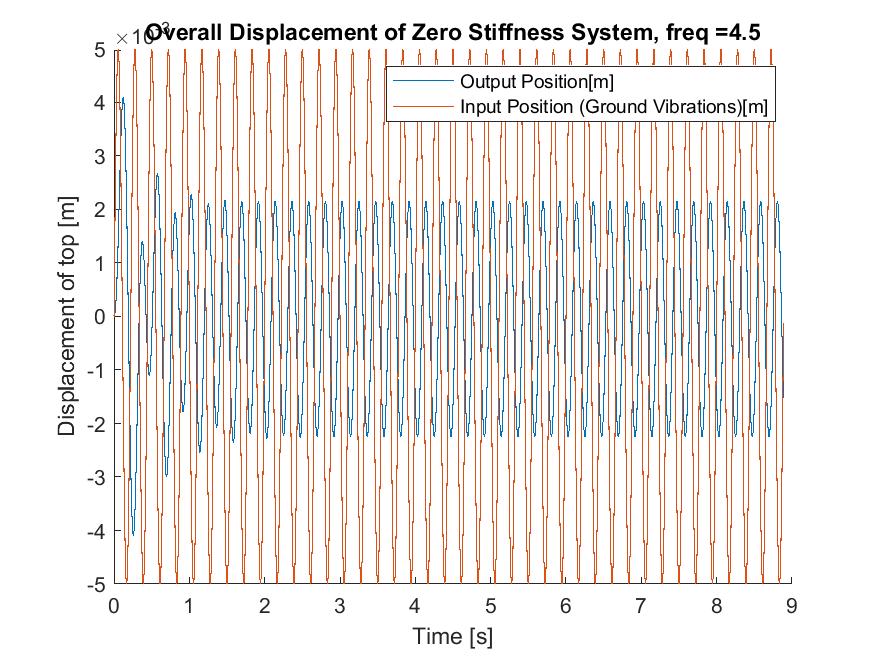 Overall Displacement of Zero Stiffness System, freq =4.5
×10-3
Output Position[m]
Input Position (Ground Vibrations)[m]
Displacement of top [m]
5
4
3
2
1
0
-1
-2
-3
-4
-5
0 1 2 3 4 5 6 7 8 9
Time [s]